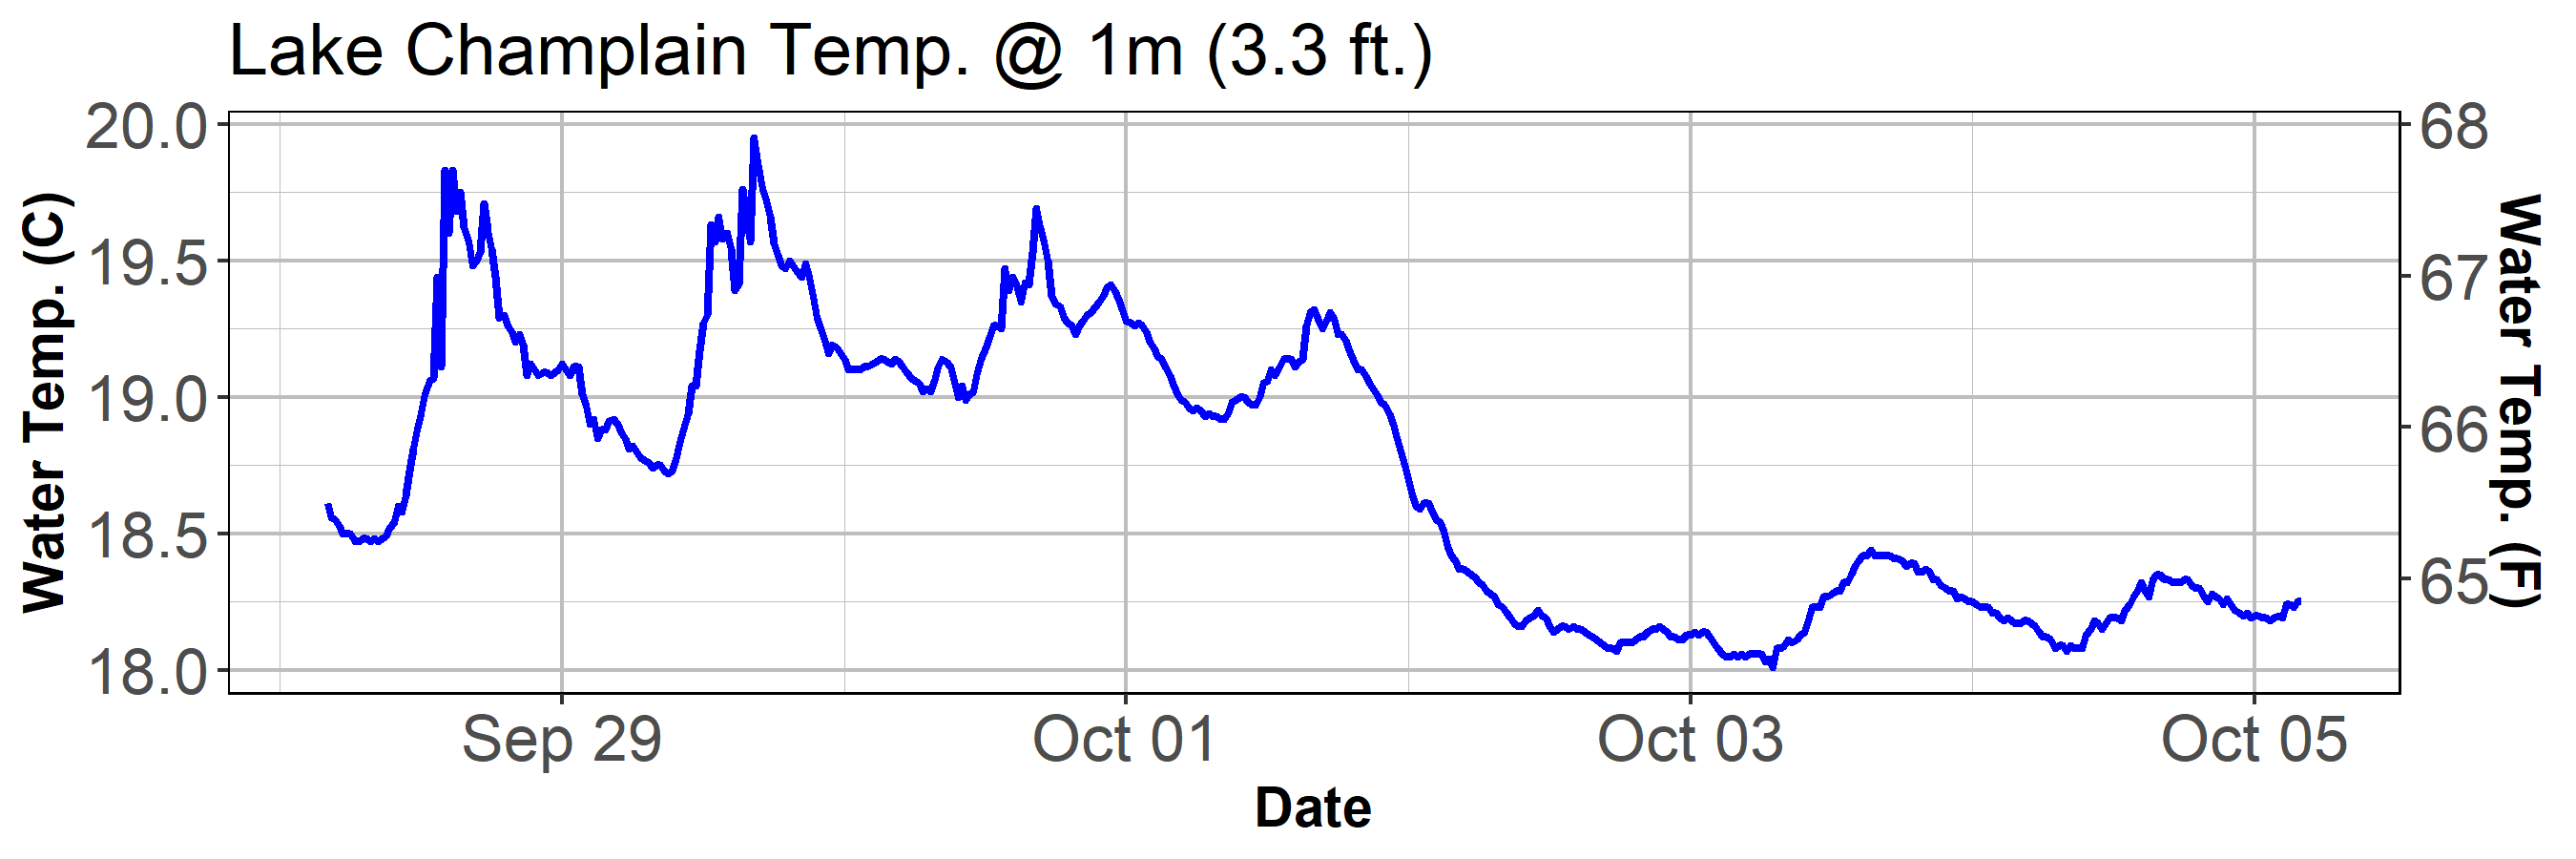 Lake Champlain Temp. @ 1m (3.3 ft.)
Water Temp. (C)
20.0
19.5
19.0
18.5
18.0
68
67
66
65
Water Temp. (F)
Sep 29
Oct 01
Oct 03
Oct 05
Date